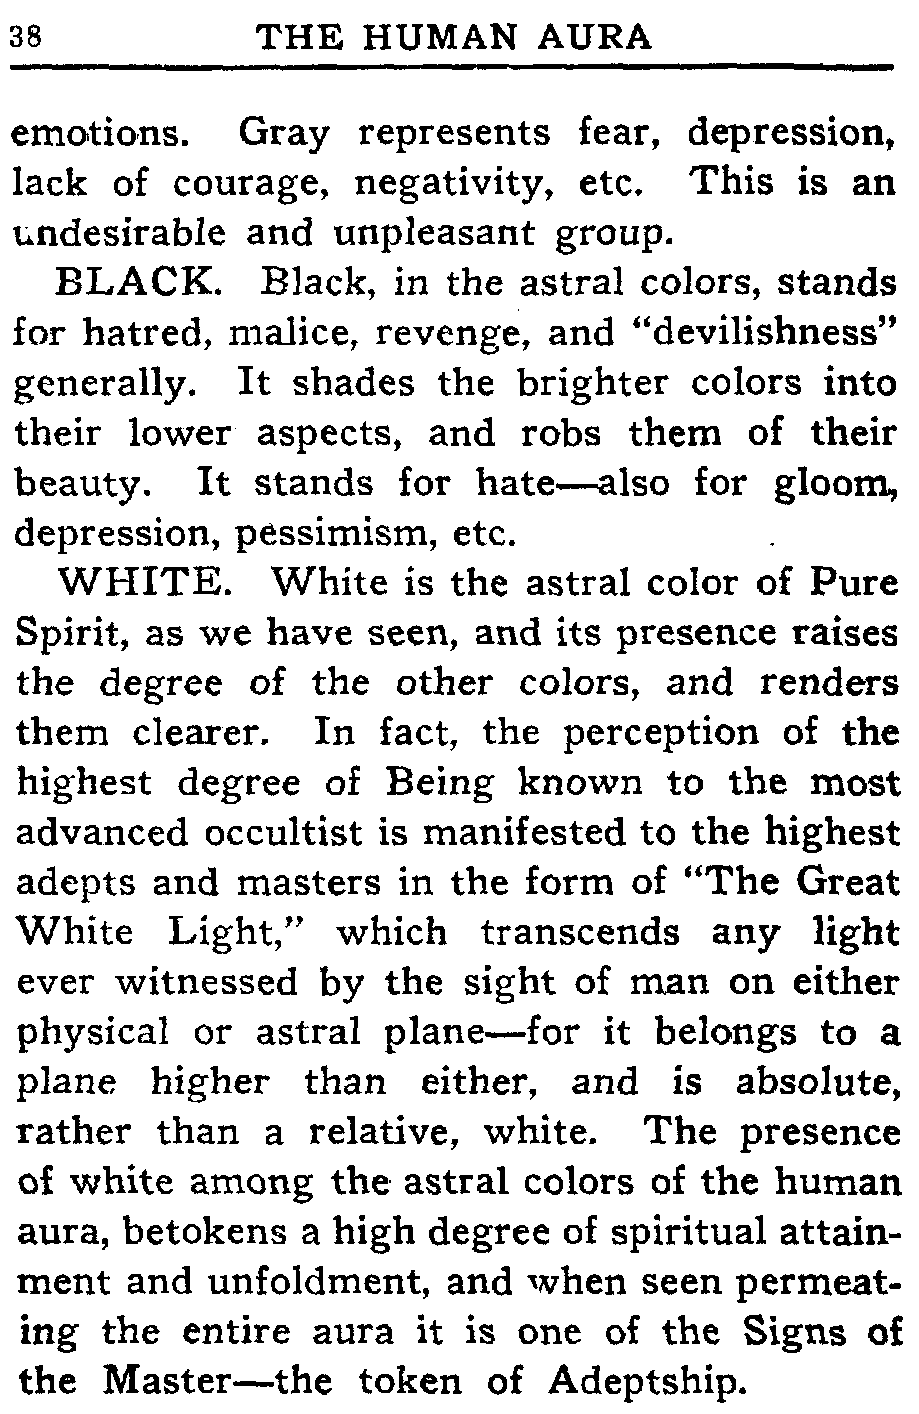 38 THE HUMAN AURA
emotions. Gray represents fear, depression,
lack of courage, negativity, etc. This is an
undesirable and unpleasant group.
BLACK. Black, in the astral colors, stands
for hatred, malice, revenge, and “devilishness”
generally. It shades the brighter colors into
their lower aspects, and robs them of their
beauty. It stands for hate—also for gloom,
depression, pessimism, etc.
WHITE. White is the astral color of Pure
Spirit, as we have seen, and its presence raises
the degree of the other colors, and renders
them clearer. In fact, the perception of the
highest degree of Being known to the most
advanced occultist is manifested to the highest
adepts and masters in the form of “The Great
White Light,” which transcends any light
ever witnessed by the sight of man on either
physical or astral plane—for it belongs to a
plane higher than either, and is absolute,
rather than a relative, white. The presence
of white among the astral colors of the human
aura, betokens a high degree of spiritual attain-
ment and unfoldment, and when seen permeat-
ing the entire aura it is one of the Signs of
the Master—the token of Adeptship.